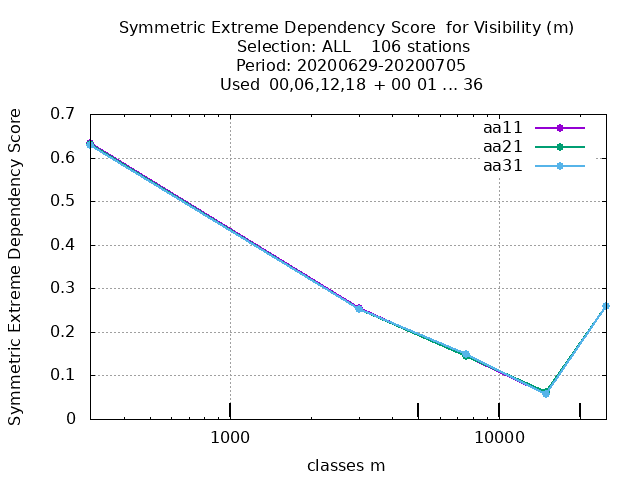 Symmetric Extreme Dependency Score  for Visibility (m)
Selection: ALL    106 stations
Period: 20200629-20200705
Used  00,06,12,18  + 00 01 ... 36
aa11
aa21
aa31
Symmetric Extreme Dependency Score
0.7
0.6
0.5
0.4
0.3
0.2
0.1
0
1000
10000
classes m